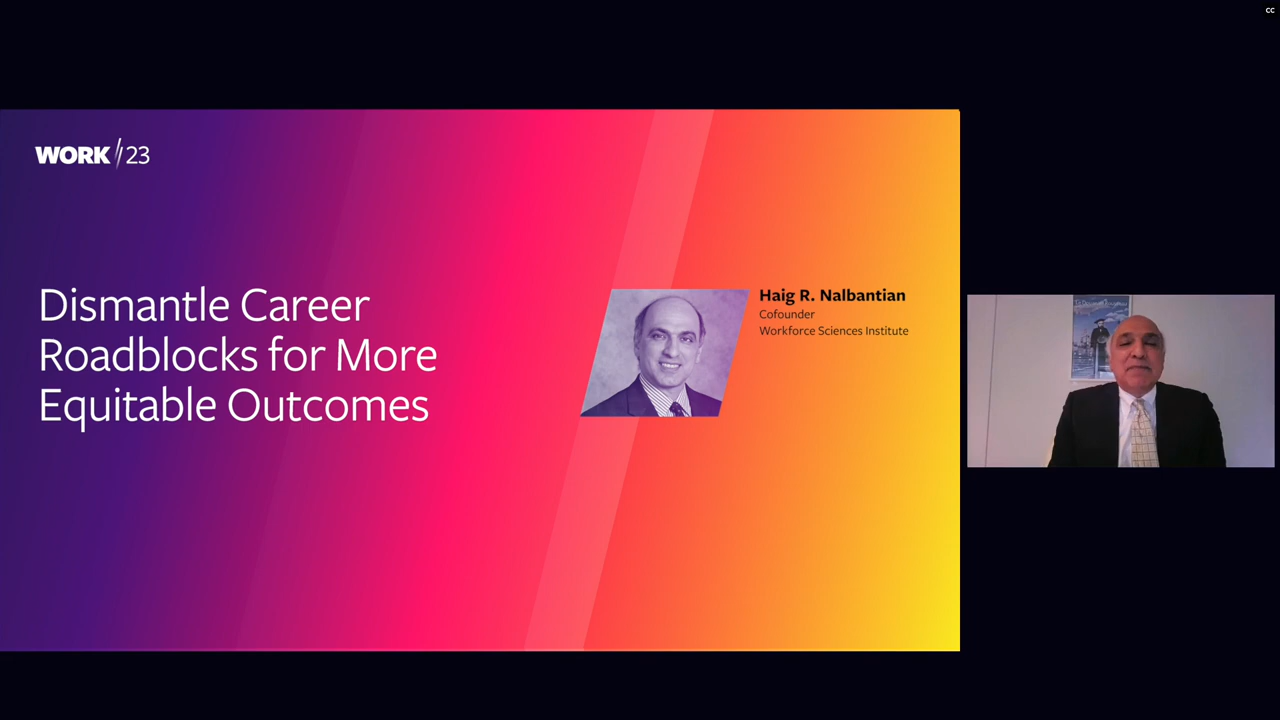 CC
WORK/23
Dismantle Career
Roadblocks for More
Equitable Outcomes
Haig R. Nalbantian
Cofounder
Workforce Sciences Institute